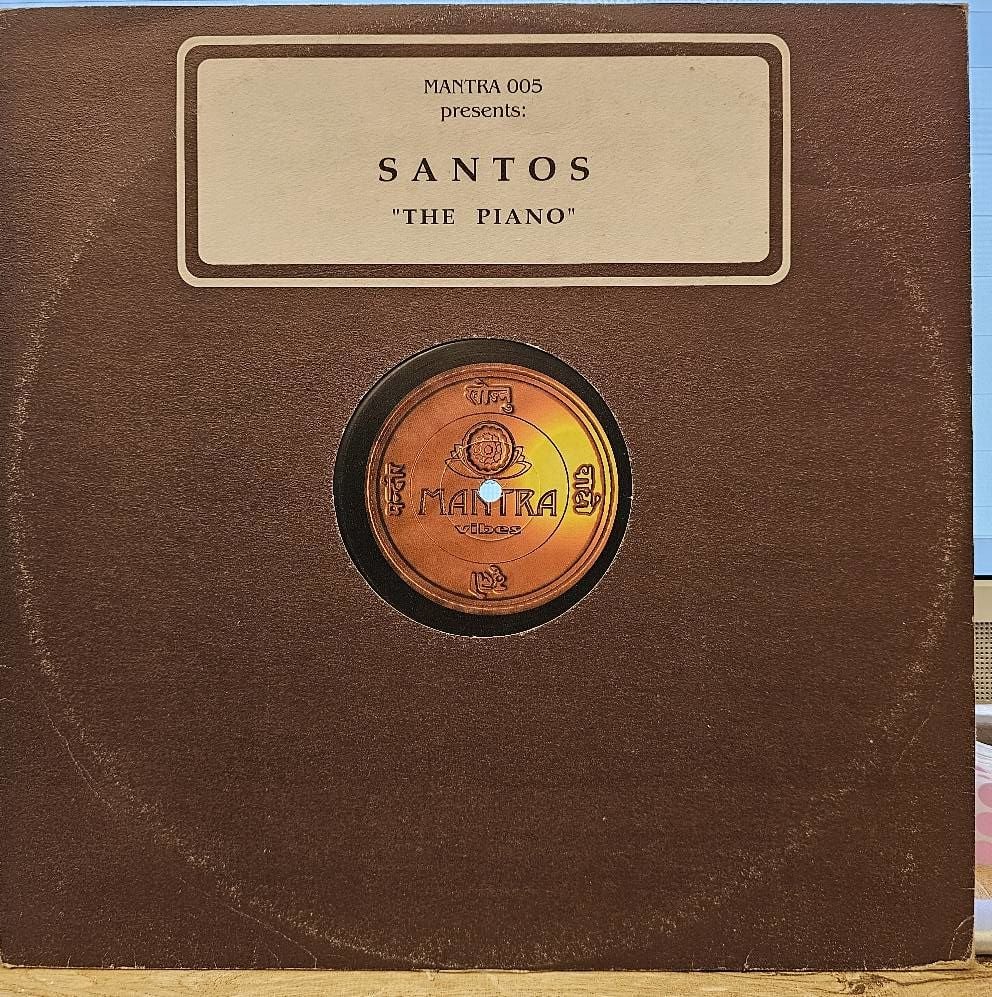 MANTRA 005
presents:
SANTOS
"THE PIANO"
MANTRA
vibes